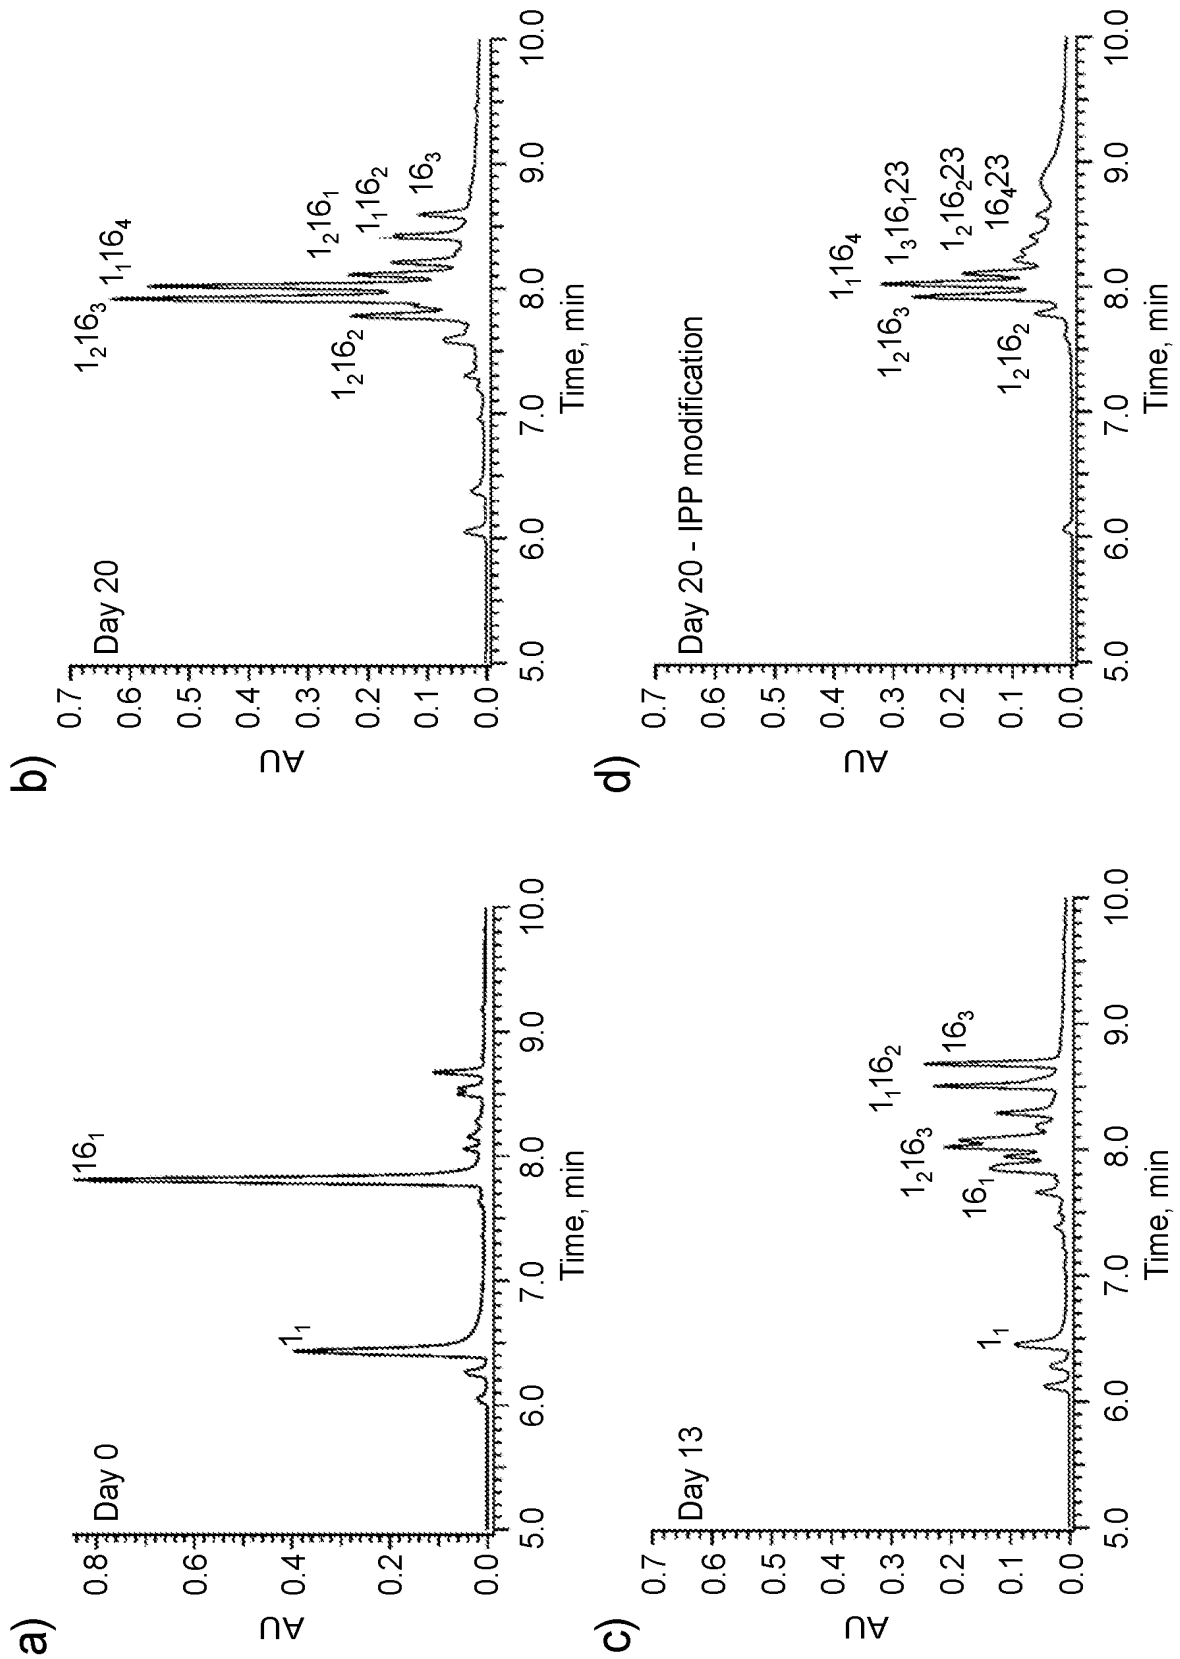 a)
Day 0
AU
0.8
0.6
0.4
0.2
0.0
1₁
16₁
5.0 6.0 7.0 8.0 9.0 10.0
Time, min
b)
Day 20
AU
0.7
0.6
0.5
0.4
0.3
0.2
0.1
0.0
1₂16₂
1₂16₃
1₁16₄
1₂16₁
1₁16₂
16₃
5.0 6.0 7.0 8.0 9.0 10.0
Time, min
c)
Day 13
AU
0.7
0.6
0.5
0.4
0.3
0.2
0.1
0.0
1₁
16₁
1₂16₃
1₁16₂
16₃
5.0 6.0 7.0 8.0 9.0 10.0
Time, min
d)
Day 20 - IPP modification
AU
0.7
0.6
0.5
0.4
0.3
0.2
0.1
0.0
1₂16₂
1₂16₃
1₁16₄
1₃16₁23
1₂16₂23
16₄23
5.0 6.0 7.0 8.0 9.0 10.0
Time, min